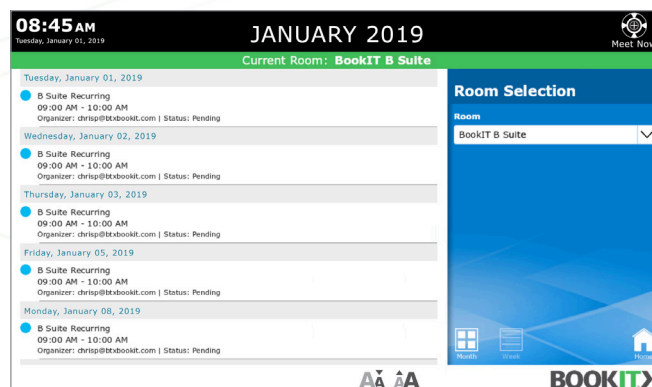 08:45 AM
Tuesday, January 01, 2019
JANUARY 2019
Meet Now
Current Room: BookIT B Suite
Tuesday, January 01, 2019
B Suite Recurring
09:00 AM - 10:00 AM
Organizer: chrisp@btxbookit.com | Status: Pending
Wednesday, January 02, 2019
B Suite Recurring
09:00 AM - 10:00 AM
Organizer: chrisp@btxbookit.com | Status: Pending
Thursday, January 03, 2019
B Suite Recurring
09:00 AM - 10:00 AM
Organizer: chrisp@btxbookit.com | Status: Pending
Friday, January 05, 2019
B Suite Recurring
09:00 AM - 10:00 AM
Organizer: chrisp@btxbookit.com | Status: Pending
Monday, January 08, 2019
B Suite Recurring
09:00 AM - 10:00 AM
Organizer: chrisp@btxbookit.com | Status: Pending
Room Selection
Room
BookIT B Suite
Month Week Home
AA AA
BOOKITX